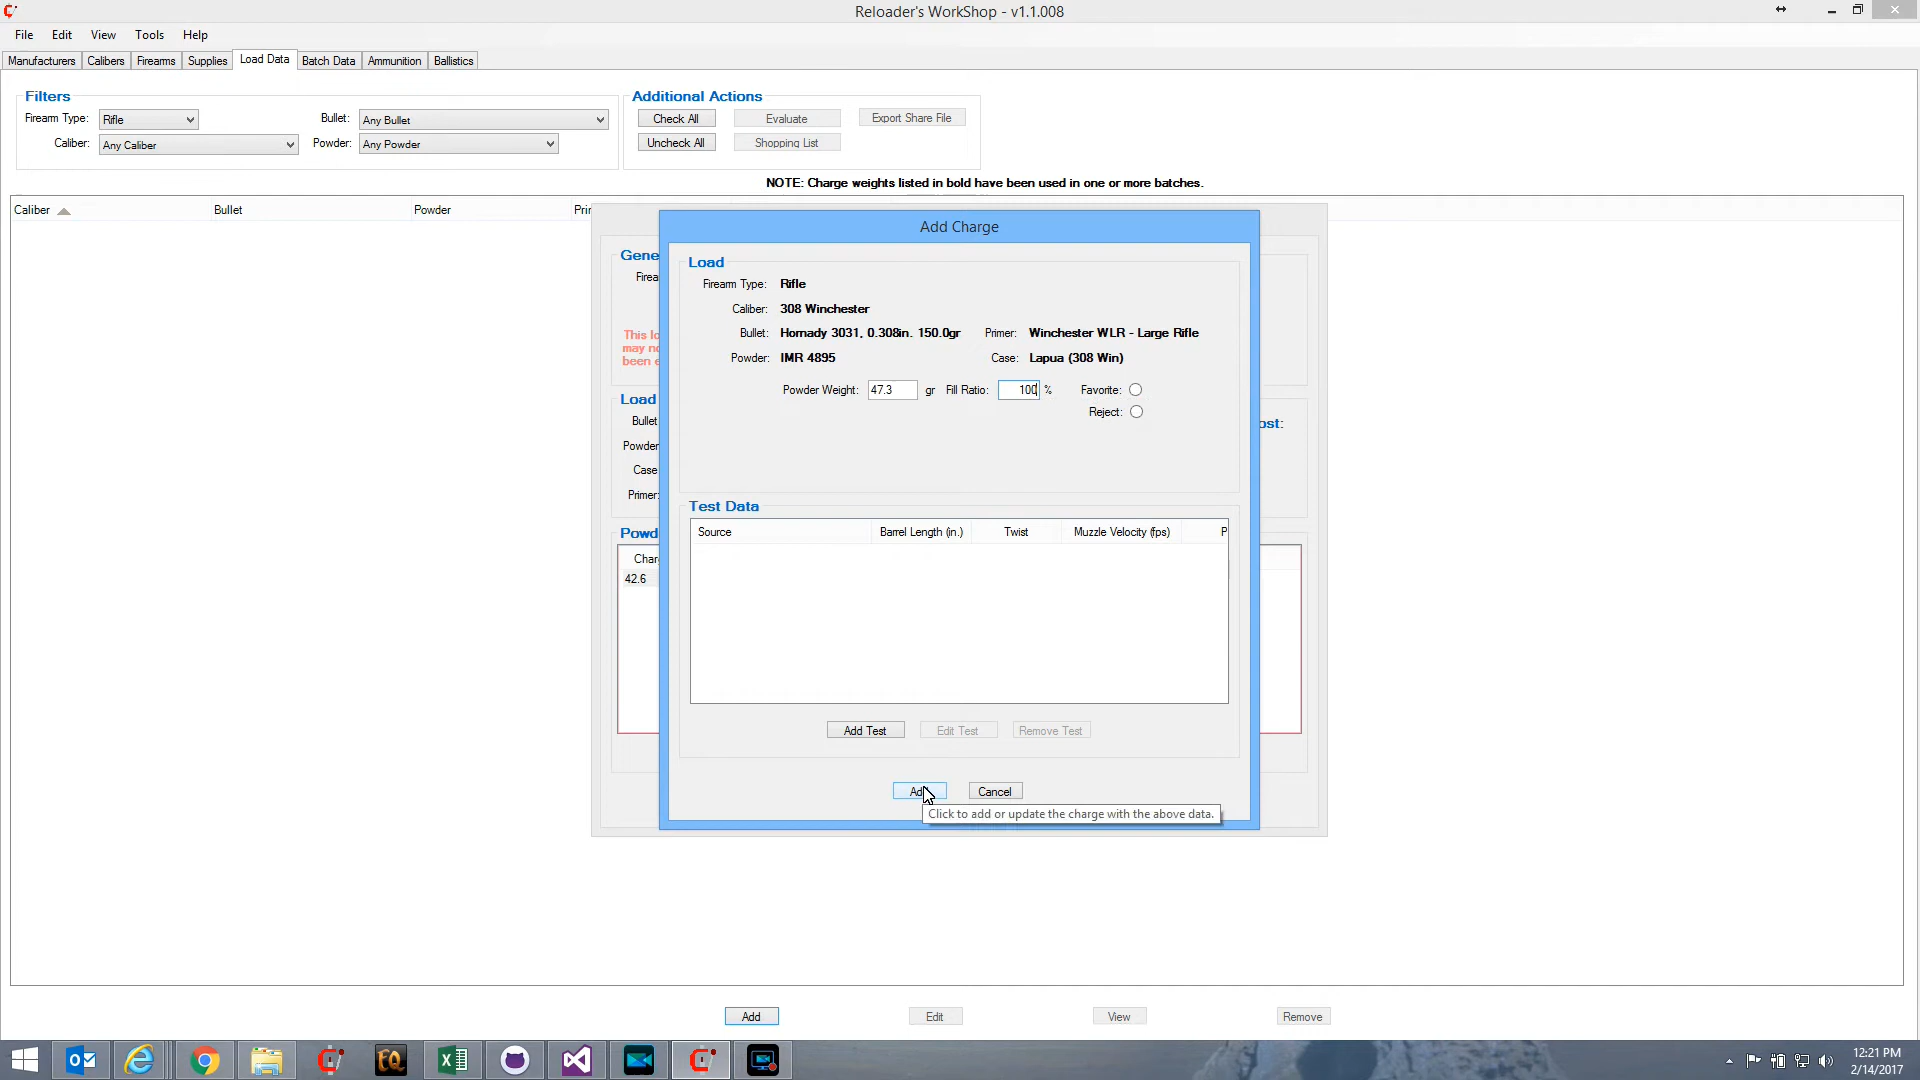 Reloader's WorkShop - v1.1.008
File Edit View Tools Help
Manufacturers Calibers Firearms Supplies Load Data Batch Data Ammunition Ballistics
Filters
Firearm Type: Rifle Bullet: Any Bullet
Caliber: Any Caliber Powder: Any Powder
Additional Actions
Check All Evaluate Export Share File
Uncheck All Shopping List
NOTE: Charge weights listed in bold have been used in one or more batches.
Caliber Bullet Powder Pri
Add Charge
Gene
Firea
This lo
may no
been e
Load
Bullet
Powder
Case
Primer:
ost:
Powd
Charg
42.6
Load
Firearm Type: Rifle
Caliber: 308 Winchester
Bullet: Hornady 3031, 0.308in. 150.0gr Primer: Winchester WLR - Large Rifle
Powder: IMR 4895 Case: Lapua (308 Win)
Powder Weight: 47.3 gr Fill Ratio: 100 % Favorite:
Reject:
Test Data
Source Barrel Length (in.) Twist Muzzle Velocity (fps) P
Add Test Edit Test Remove Test
Add Cancel
Click to add or update the charge with the above data.
Add Edit View Remove
12:21 PM
2/14/2017